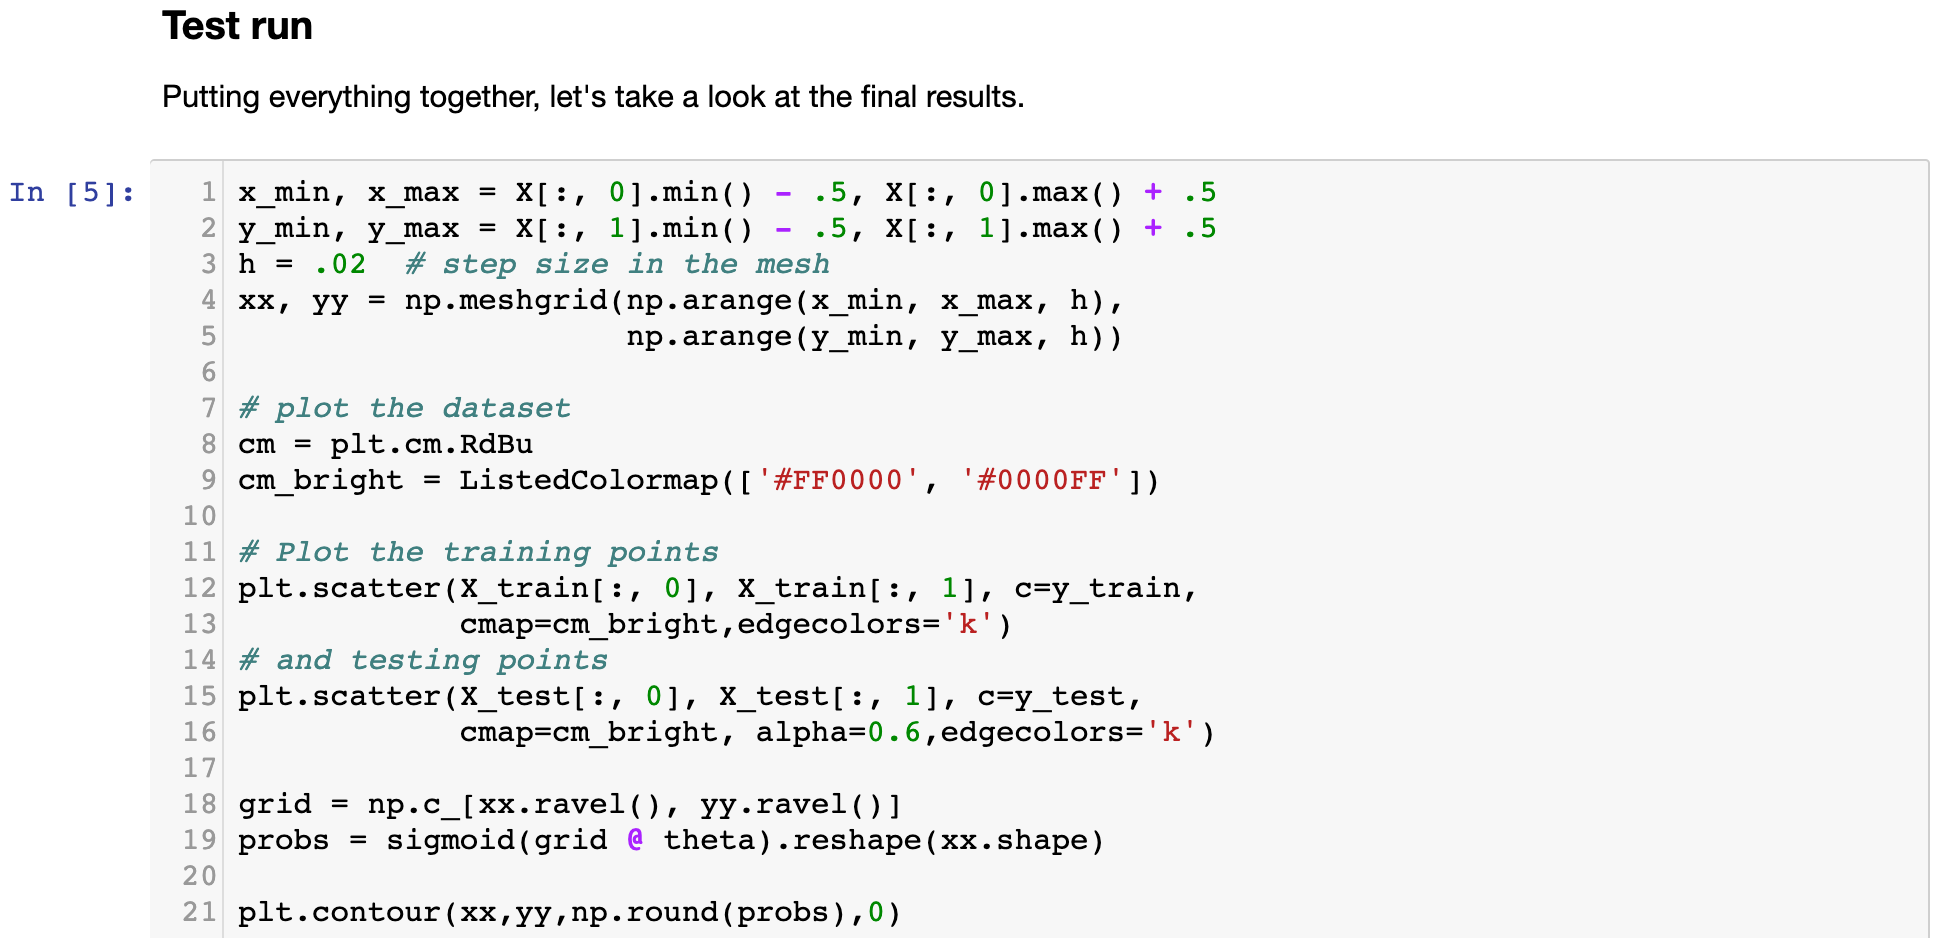 Test run
Putting everything together, let's take a look at the final results.
In [5]:
1 x_min, x_max = X[:, 0].min() - .5, X[:, 0].max() + .5
2 y_min, y_max = X[:, 1].min() - .5, X[:, 1].max() + .5
3 h = .02  # step size in the mesh
4 xx, yy = np.meshgrid(np.arange(x_min, x_max, h),
5                      np.arange(y_min, y_max, h))
6
7 # plot the dataset
8 cm = plt.cm.RdBu
9 cm_bright = ListedColormap(['#FF0000', '#0000FF'])
10
11 # Plot the training points
12 plt.scatter(X_train[:, 0], X_train[:, 1], c=y_train,
13             cmap=cm_bright,edgecolors='k')
14 # and testing points
15 plt.scatter(X_test[:, 0], X_test[:, 1], c=y_test,
16             cmap=cm_bright, alpha=0.6,edgecolors='k')
17
18 grid = np.c_[xx.ravel(), yy.ravel()]
19 probs = sigmoid(grid @ theta).reshape(xx.shape)
20
21 plt.contour(xx,yy,np.round(probs),0)